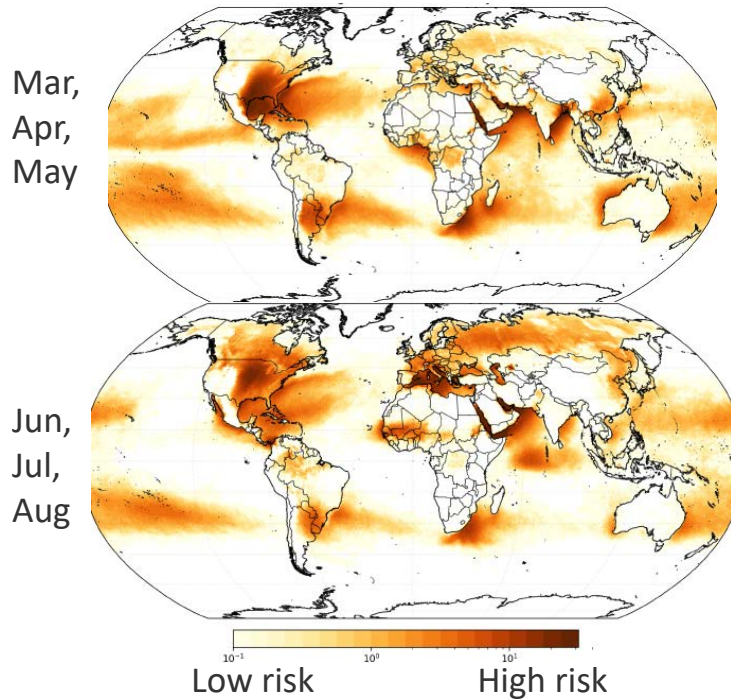 Mar,
Apr,
May
Jun,
Jul,
Aug
10⁻¹ 10⁰ 10¹
Low risk High risk